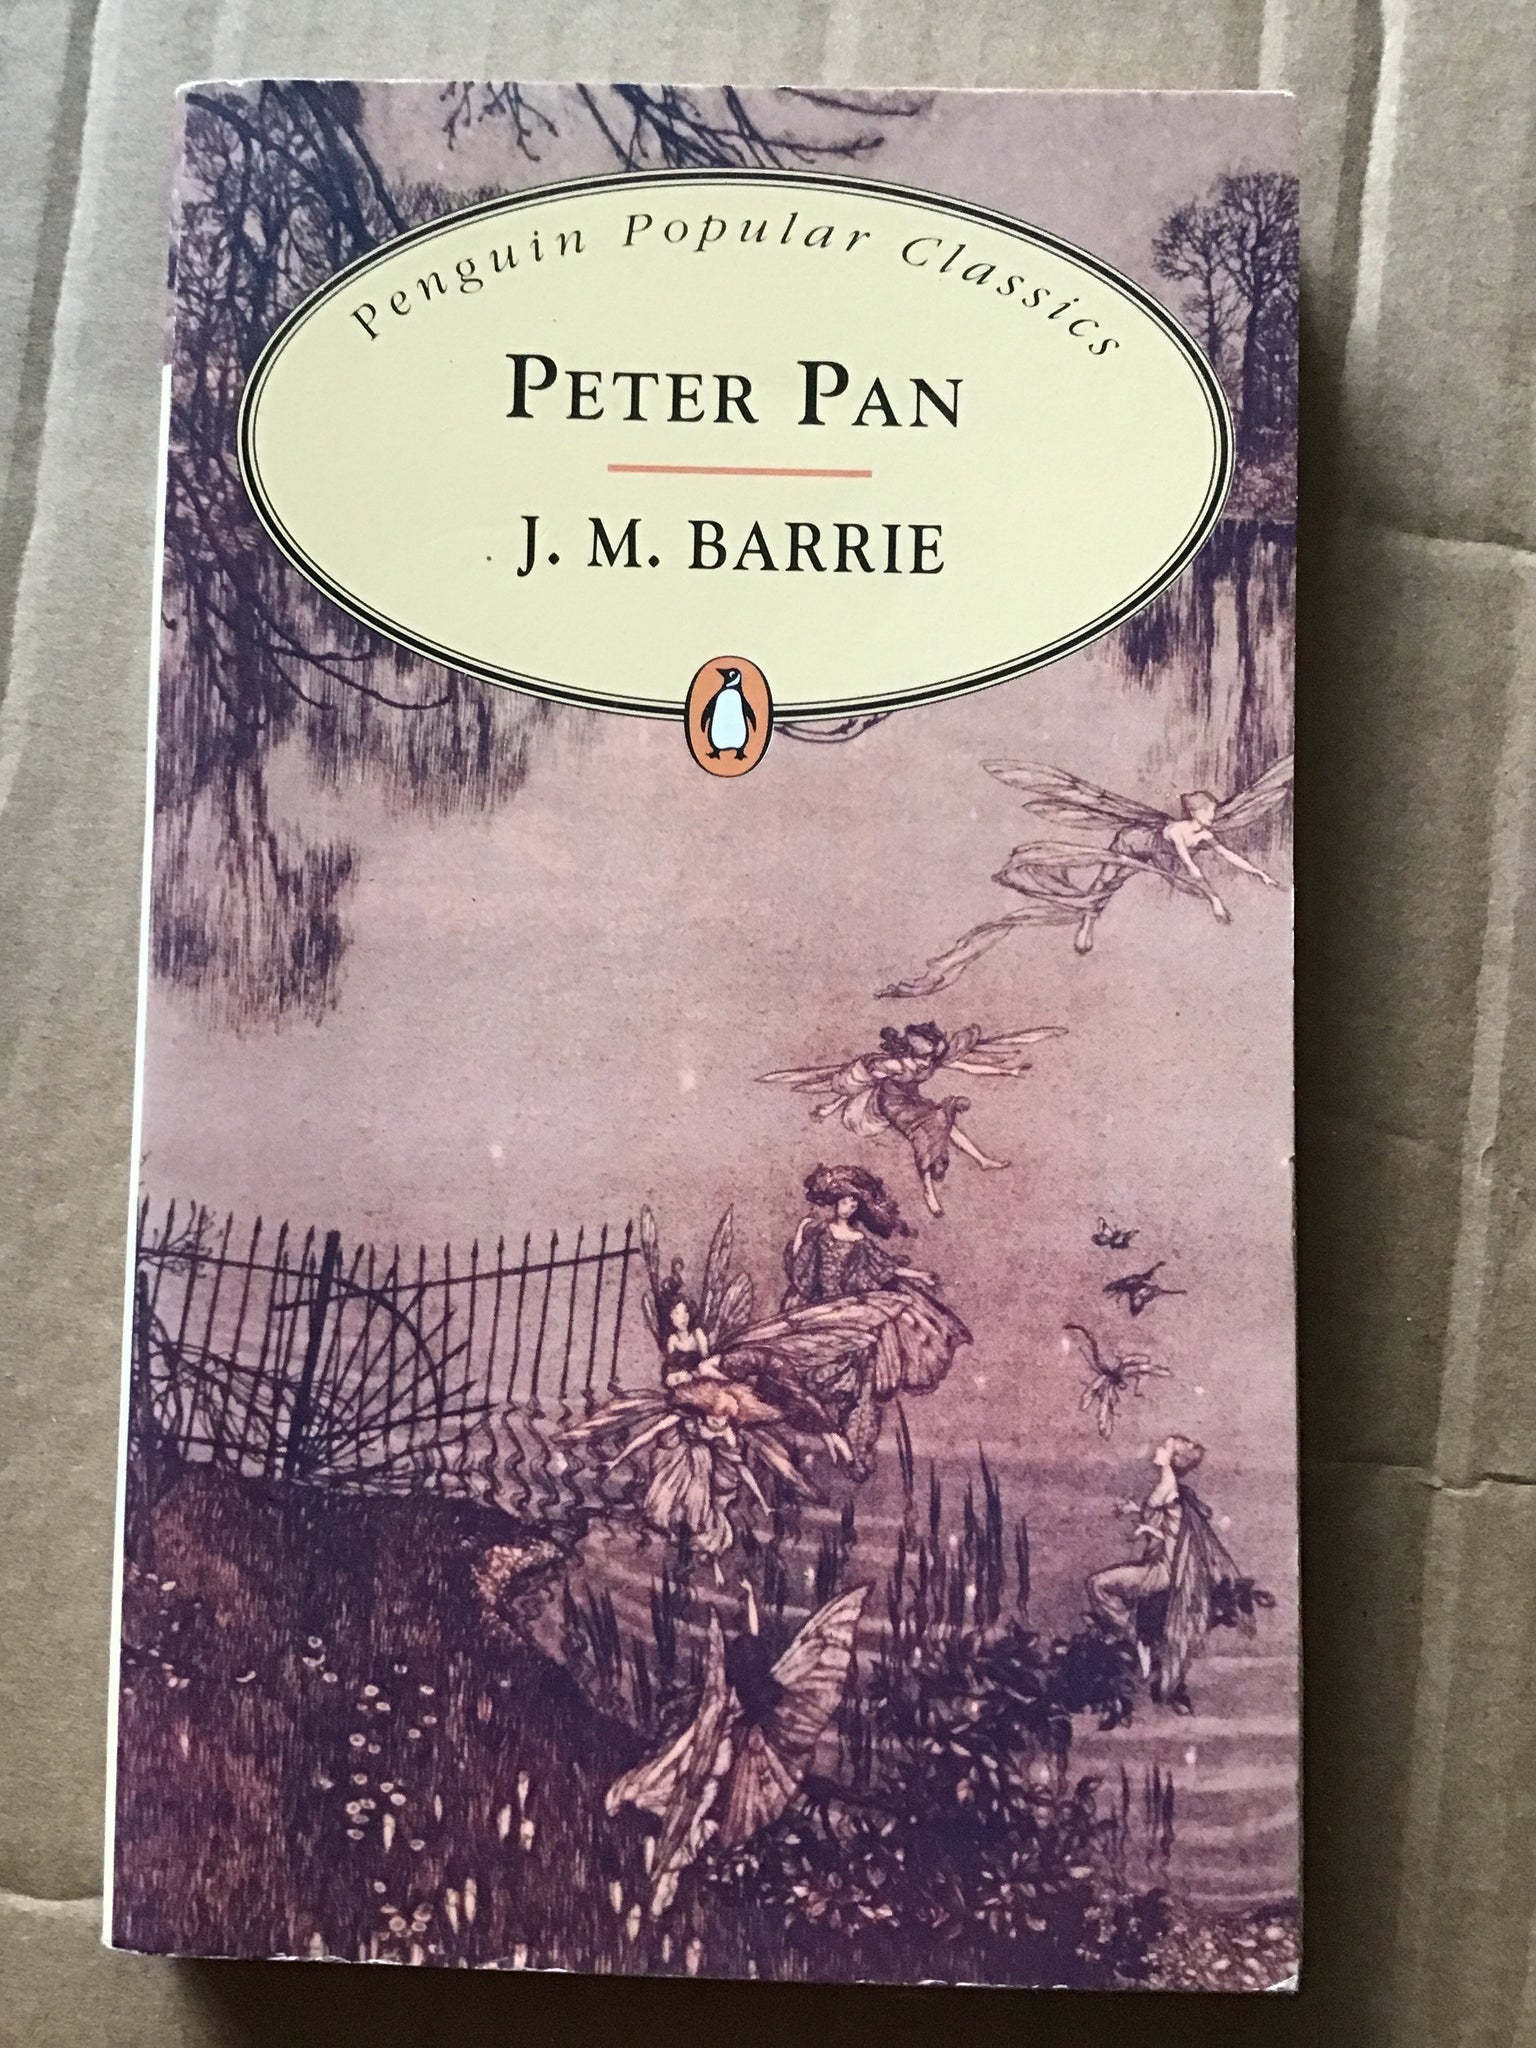 Penguin Popular Classics
PETER PAN
J. M. BARRIE